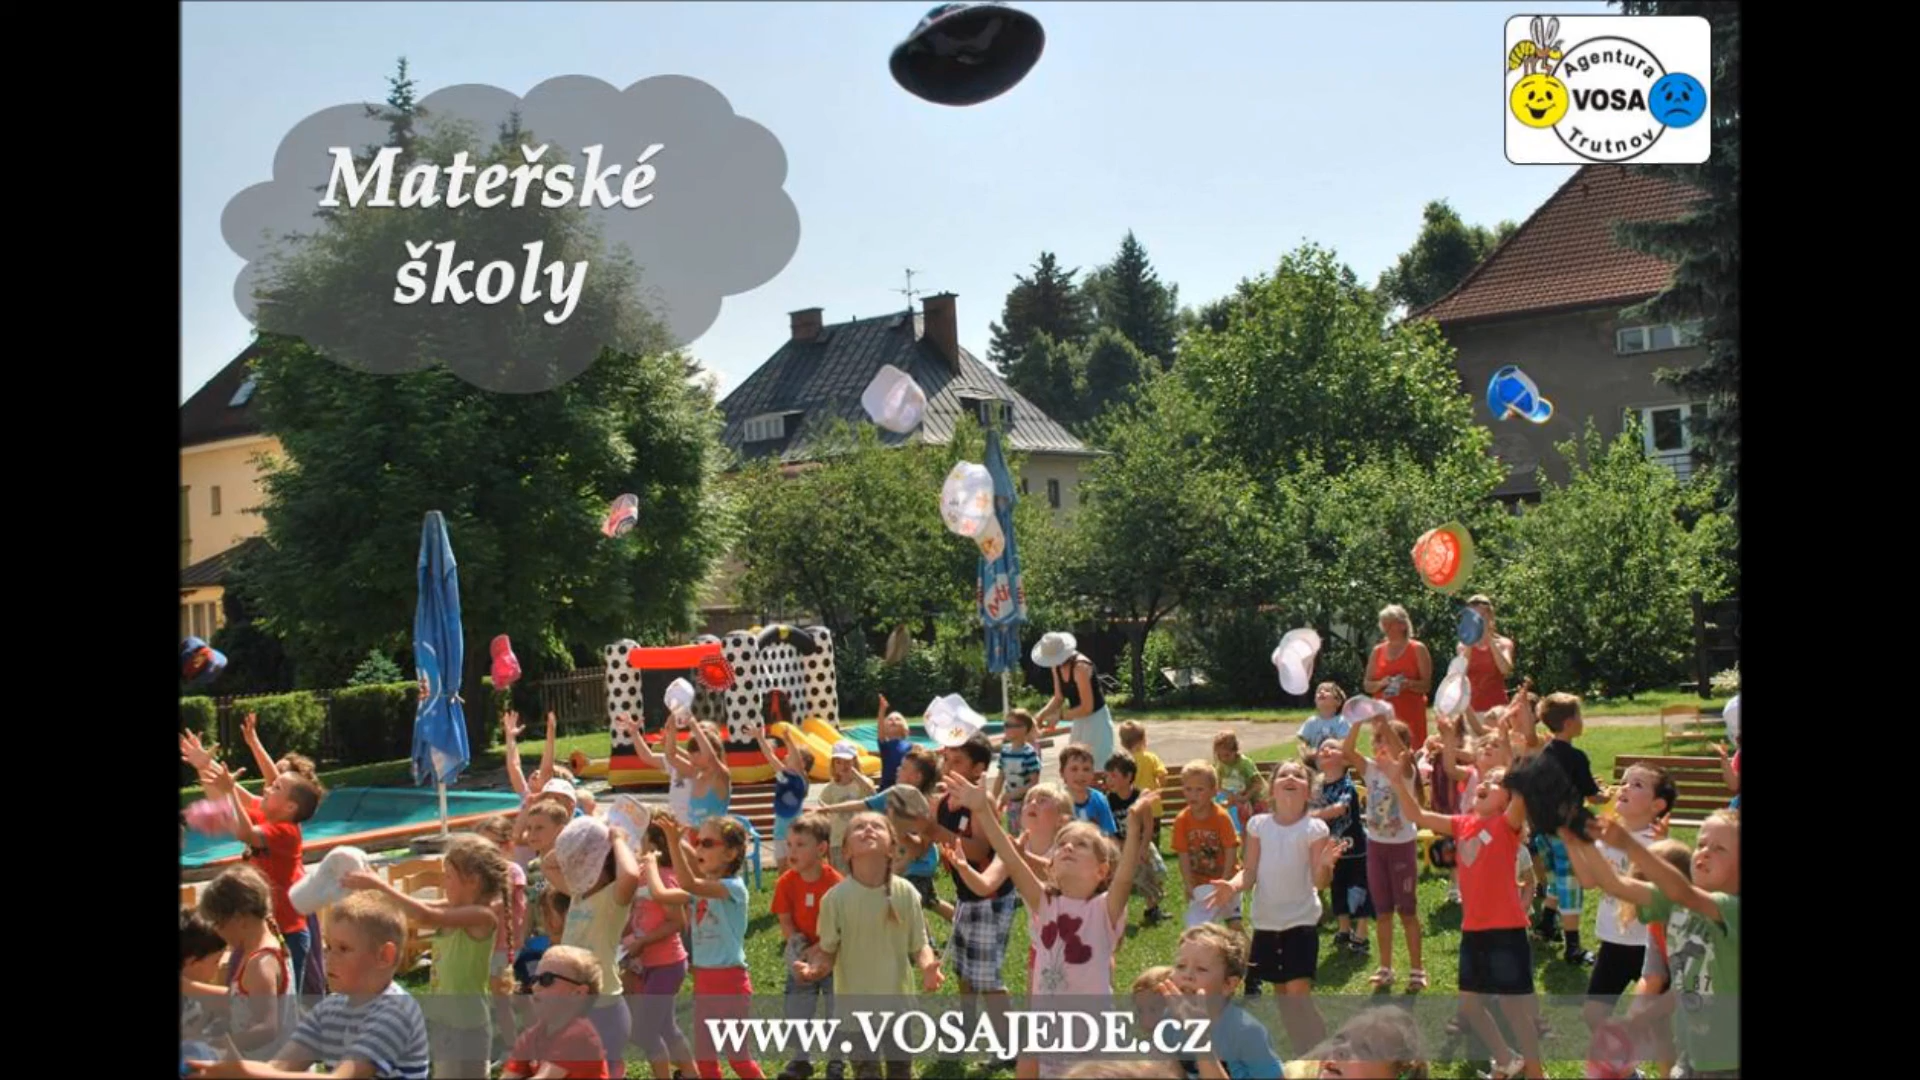 Mateřské
školy
Agentura
VOSA
Trutnov
www.VOSAJEDE.cz